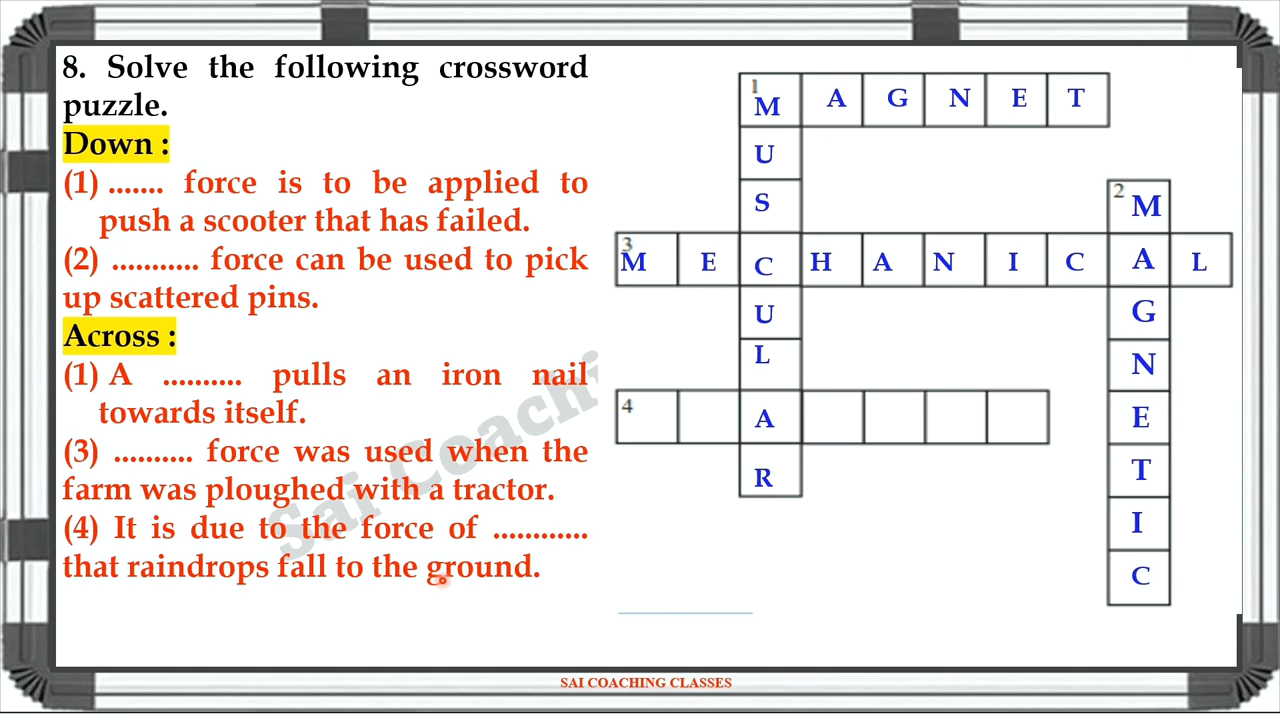 8. Solve the following crossword
puzzle.
Down :
(1) ....... force is to be applied to
push a scooter that has failed.
(2) ........... force can be used to pick
up scattered pins.
Across :
(1) A .......... pulls an iron nail
towards itself.
(3) .......... force was used when the
farm was ploughed with a tractor.
(4) It is due to the force of ............
that raindrops fall to the ground.
1 M A G N E T
U
S
2 M
3 M E C H A N I C A L
U
G
L
N
4 A
E
R
T
I
C
Sai Coachi
SAI COACHING CLASSES